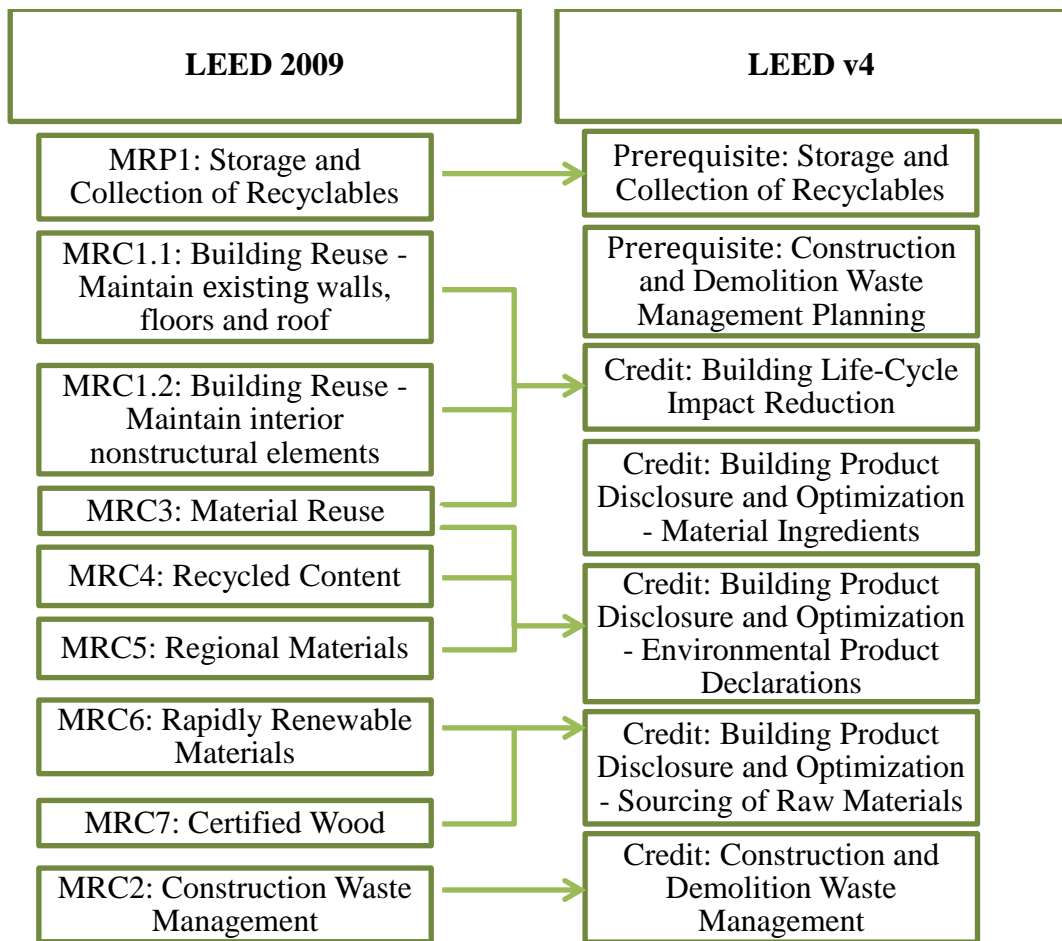 LEED 2009
LEED v4
MRP1: Storage and
Collection of Recyclables
Prerequisite: Storage and
Collection of Recyclables
MRC1.1: Building Reuse -
Maintain existing walls,
floors and roof
Prerequisite: Construction
and Demolition Waste
Management Planning
MRC1.2: Building Reuse -
Maintain interior
nonstructural elements
Credit: Building Life-Cycle
Impact Reduction
MRC3: Material Reuse
Credit: Building Product
Disclosure and Optimization
- Material Ingredients
MRC4: Recycled Content
MRC5: Regional Materials
Credit: Building Product
Disclosure and Optimization
- Environmental Product
Declarations
MRC6: Rapidly Renewable
Materials
Credit: Building Product
Disclosure and Optimization
- Sourcing of Raw Materials
MRC7: Certified Wood
MRC2: Construction Waste
Management
Credit: Construction and
Demolition Waste
Management